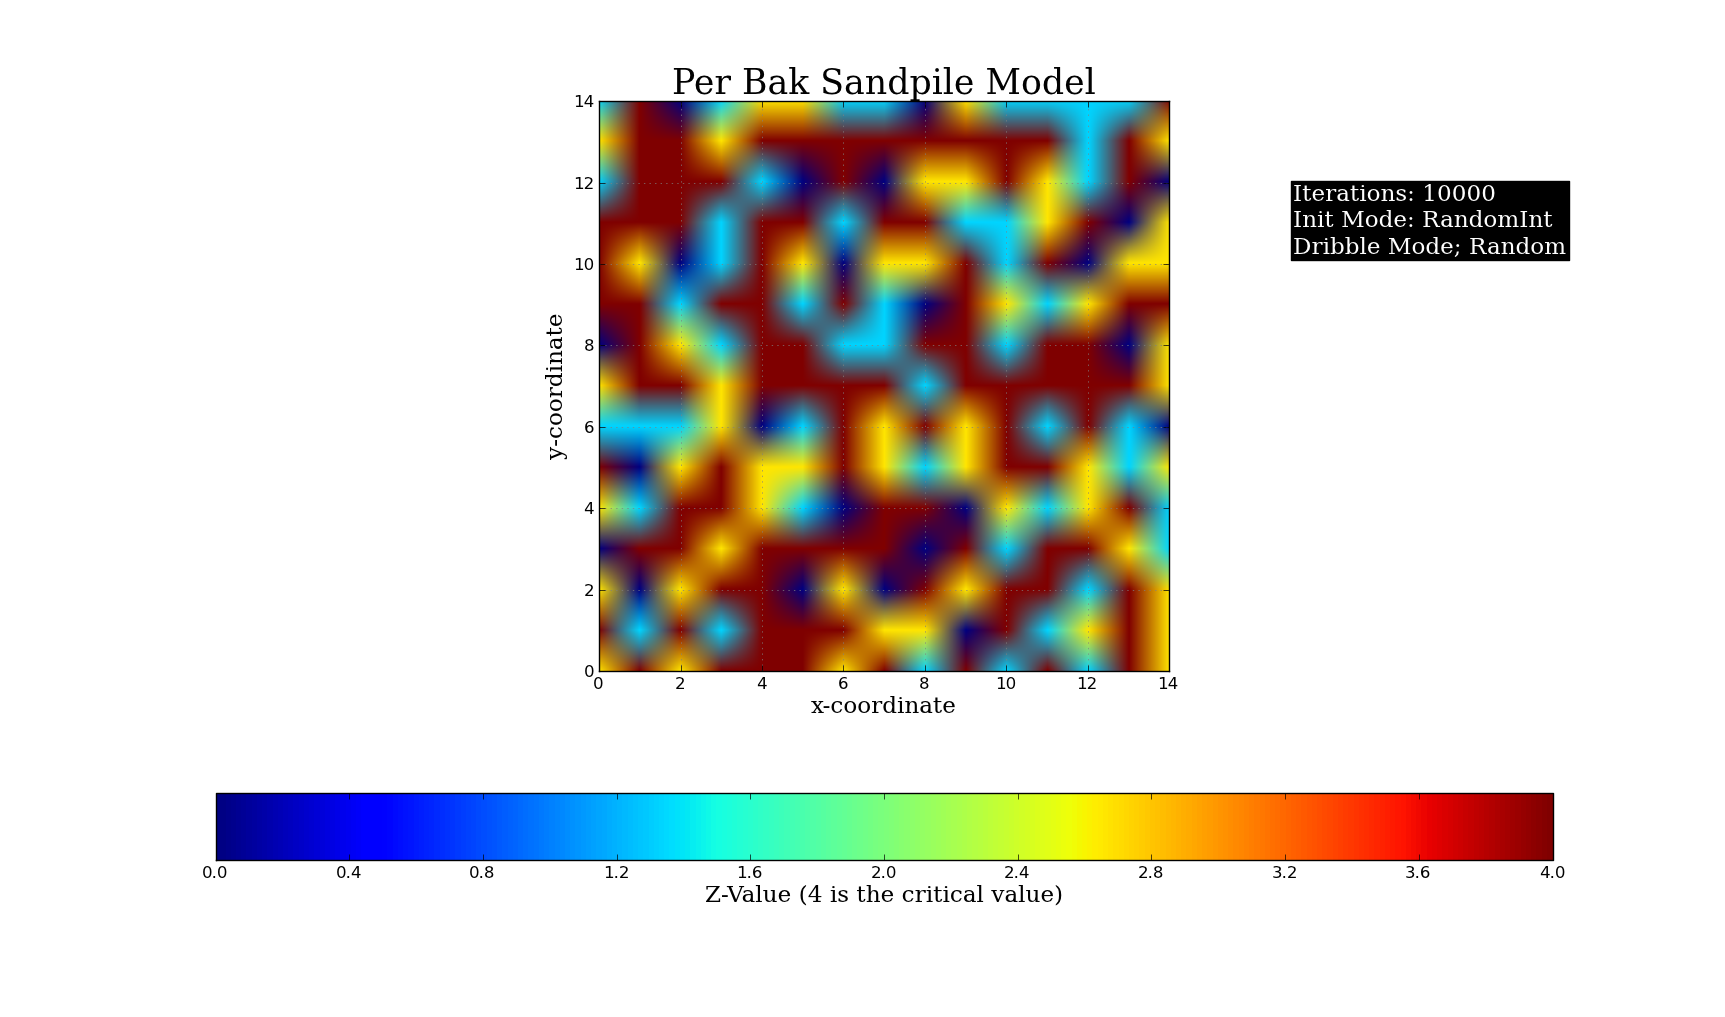 Per Bak Sandpile Model
14
12
10
8
6
4
2
0
y-coordinate
0 2 4 6 8 10 12 14
x-coordinate
Iterations: 10000
Init Mode: RandomInt
Dribble Mode; Random
0.0 0.4 0.8 1.2 1.6 2.0 2.4 2.8 3.2 3.6 4.0
Z-Value (4 is the critical value)